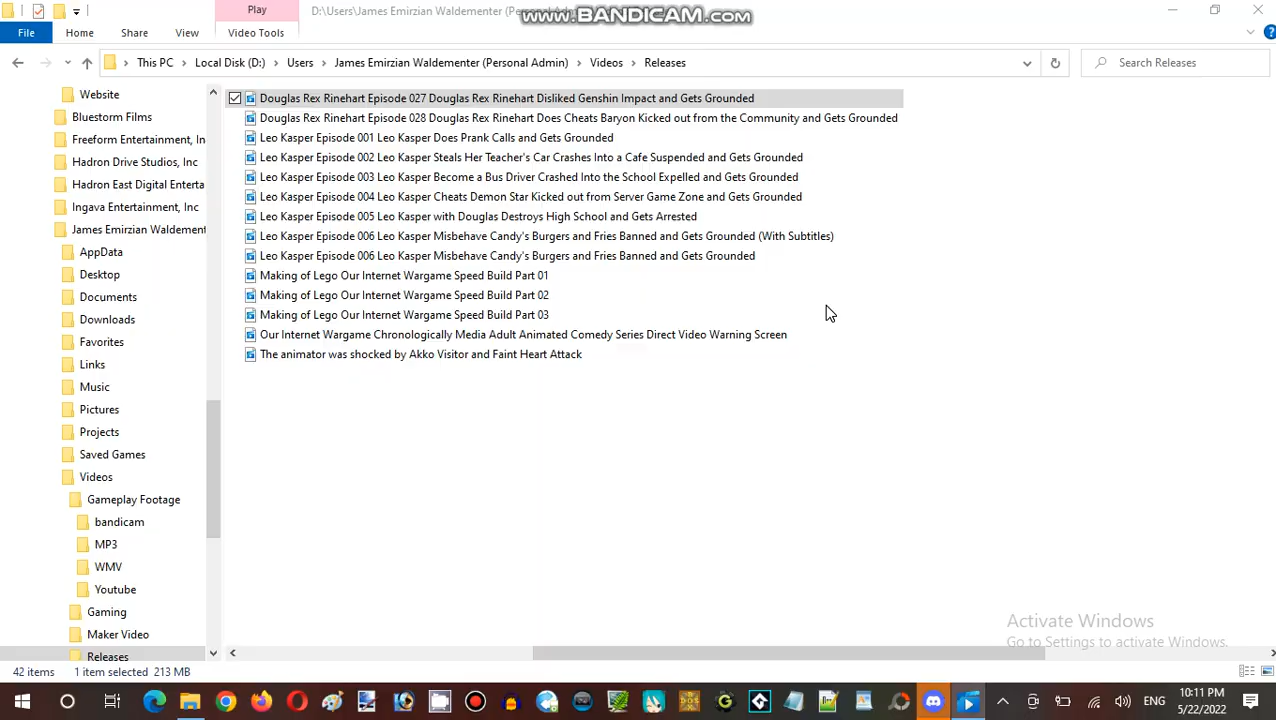 Play
D:\Users\James Emirzian Waldementer (Personal Admin)
www.BANDICAM.com
File
Home
Share
View
Video Tools
This PC > Local Disk (D:) > Users > James Emirzian Waldementer (Personal Admin) > Videos > Releases
Search Releases
Website
Bluestorm Films
Freeform Entertainment, In
Hadron Drive Studios, Inc
Hadron East Digital Enterta
Ingava Entertainment, Inc
James Emirzian Waldement
AppData
Desktop
Documents
Downloads
Favorites
Links
Music
Pictures
Projects
Saved Games
Videos
Gameplay Footage
bandicam
MP3
WMV
Youtube
Gaming
Maker Video
Releases
Douglas Rex Rinehart Episode 027 Douglas Rex Rinehart Disliked Genshin Impact and Gets Grounded
Douglas Rex Rinehart Episode 028 Douglas Rex Rinehart Does Cheats Baryon Kicked out from the Community and Gets Grounded
Leo Kasper Episode 001 Leo Kasper Does Prank Calls and Gets Grounded
Leo Kasper Episode 002 Leo Kasper Steals Her Teacher's Car Crashes Into a Cafe Suspended and Gets Grounded
Leo Kasper Episode 003 Leo Kasper Become a Bus Driver Crashed Into the School Expelled and Gets Grounded
Leo Kasper Episode 004 Leo Kasper Cheats Demon Star Kicked out from Server Game Zone and Gets Grounded
Leo Kasper Episode 005 Leo Kasper with Douglas Destroys High School and Gets Arrested
Leo Kasper Episode 006 Leo Kasper Misbehave Candy's Burgers and Fries Banned and Gets Grounded (With Subtitles)
Leo Kasper Episode 006 Leo Kasper Misbehave Candy's Burgers and Fries Banned and Gets Grounded
Making of Lego Our Internet Wargame Speed Build Part 01
Making of Lego Our Internet Wargame Speed Build Part 02
Making of Lego Our Internet Wargame Speed Build Part 03
Our Internet Wargame Chronologically Media Adult Animated Comedy Series Direct Video Warning Screen
The animator was shocked by Akko Visitor and Faint Heart Attack
Activate Windows
Go to Settings to activate Windows.
42 items
1 item selected 213 MB
ENG
10:11 PM
5/22/2022